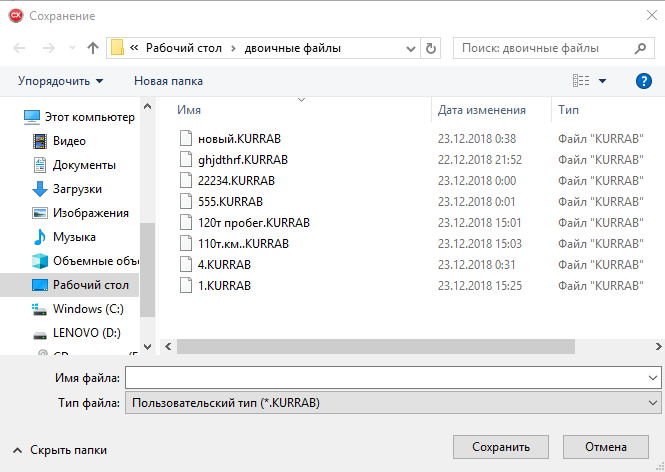 CX Сохранение
« Рабочий стол › двоичные файлы
Поиск: двоичные файлы
Упорядочить Новая папка ?
Этот компьютер
Видео
Документы
Загрузки
Изображения
Музыка
Объемные объ
Рабочий стол
Windows (C:)
LENOVO (D:)
Имя Дата изменения Тип
новый.KURRAB 23.12.2018 0:38 Файл "KURRAB"
ghjdthrf.KURRAB 22.12.2018 21:52 Файл "KURRAB"
22234.KURRAB 23.12.2018 0:00 Файл "KURRAB"
555.KURRAB 23.12.2018 0:01 Файл "KURRAB"
120т пробег.KURRAB 23.12.2018 15:01 Файл "KURRAB"
110т.км..KURRAB 23.12.2018 15:03 Файл "KURRAB"
4.KURRAB 23.12.2018 0:31 Файл "KURRAB"
1.KURRAB 23.12.2018 15:25 Файл "KURRAB"
Имя файла:
Тип файла: Пользовательский тип (*.KURRAB)
Скрыть папки Сохранить Отмена